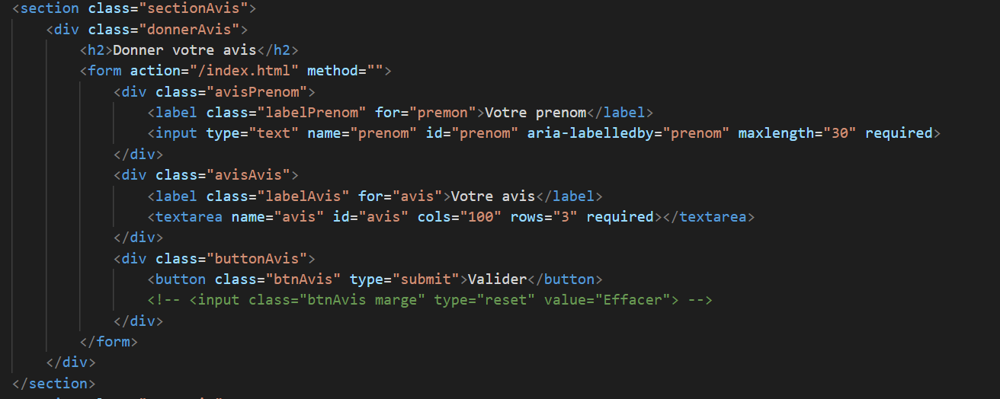 <section class="sectionAvis">
<div class="donnerAvis">
<h2>Donner votre avis</h2>
<form action="/index.html" method="">
<div class="avisPrenom">
<label class="labelPrenom" for="premon">Votre prenom</label>
<input type="text" name="prenom" id="prenom" aria-labelledby="prenom" maxlength="30" required>
</div>
<div class="avisAvis">
<label class="labelAvis" for="avis">Votre avis</label>
<textarea name="avis" id="avis" cols="100" rows="3" required></textarea>
</div>
<div class="buttonAvis">
<button class="btnAvis" type="submit">Valider</button>
<!-- <input class="btnAvis marge" type="reset" value="Effacer"> -->
</div>
</form>
</div>
</section>